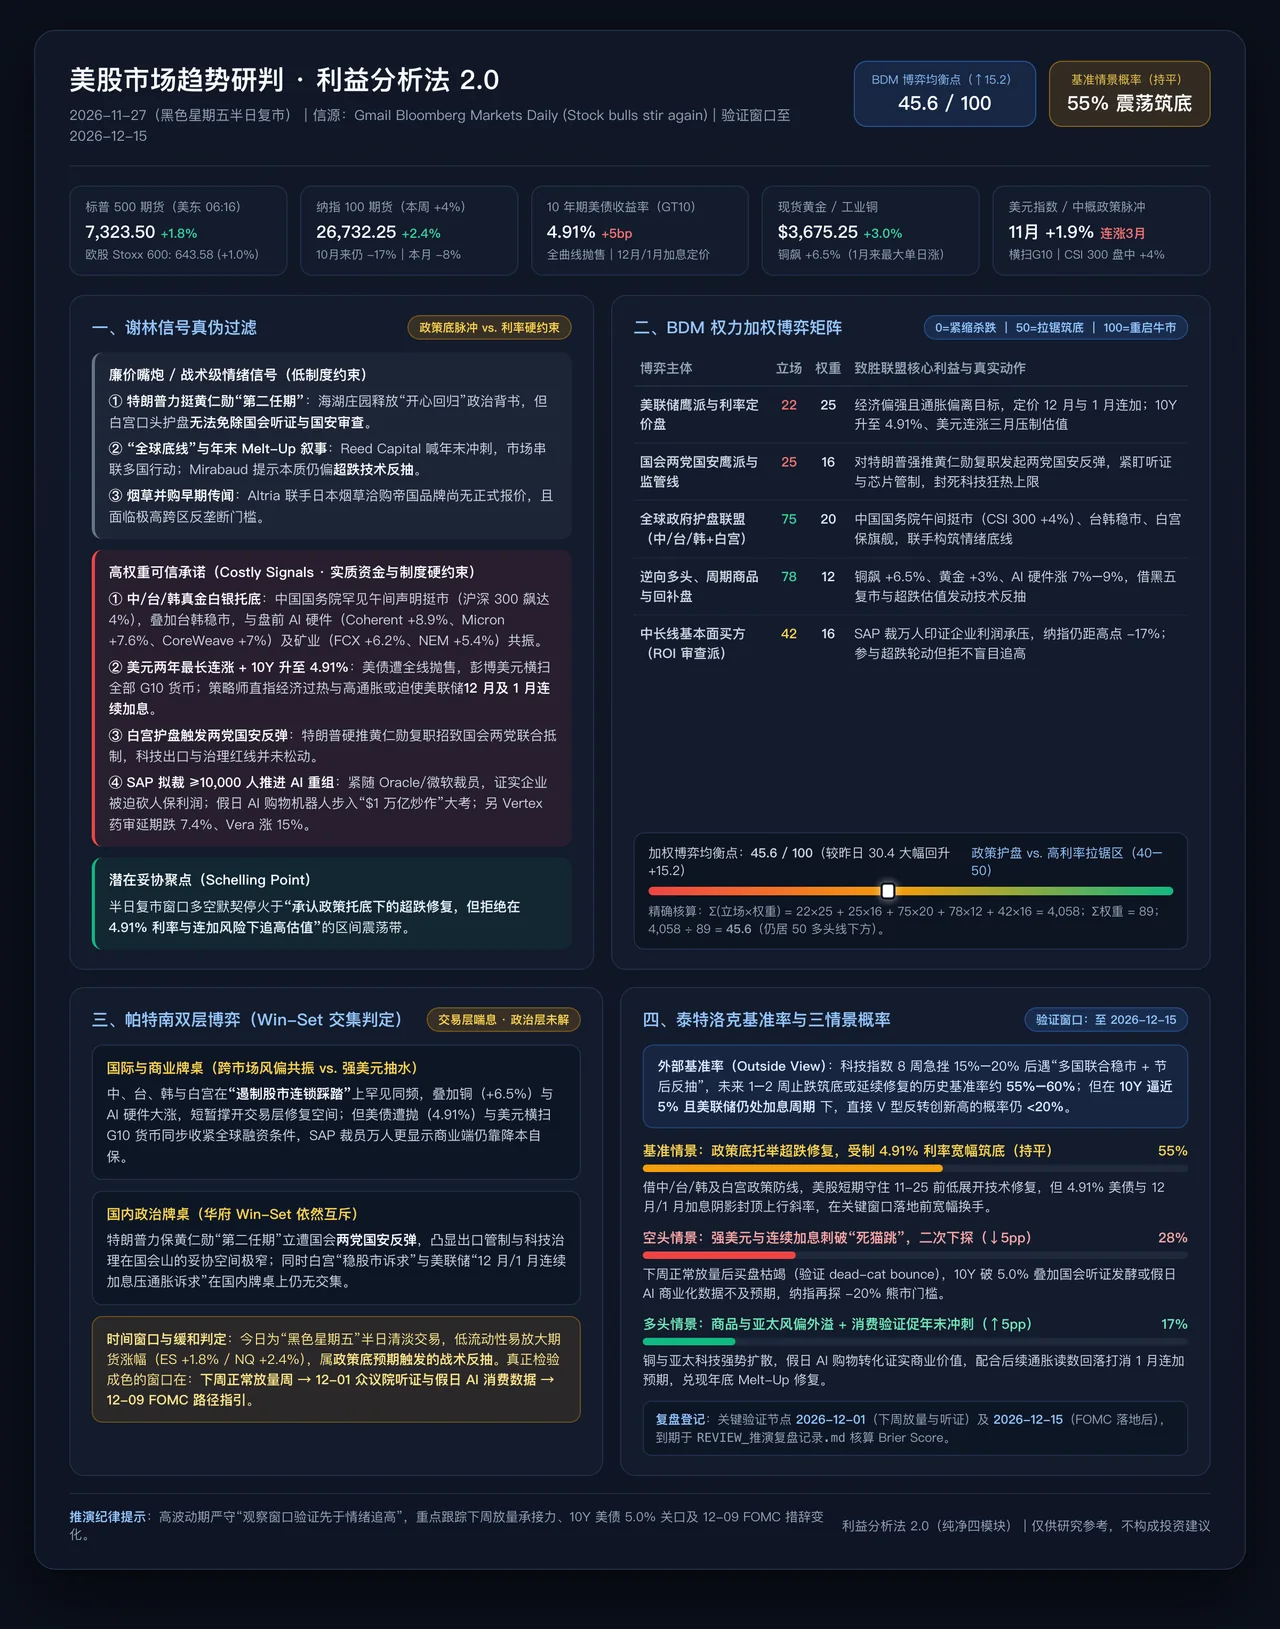 美股市场趋势研判 · 利益分析法 2.0
2026-11-27（黑色星期五半日复市）｜信源：Gmail Bloomberg Markets Daily (Stock bulls stir again)｜验证窗口至
2026-12-15
BDM 博弈均衡点（↑15.2）
45.6 / 100
基准情景概率（持平）
55% 震荡筑底
标普 500 期货（美东 06:16）
7,323.50 +1.8%
欧股 Stoxx 600: 643.58 (+1.0%)
纳指 100 期货（本周 +4%）
26,732.25 +2.4%
10月来仍 -17%｜本月 -8%
10 年期美债收益率（GT10）
4.91% +5bp
全曲线抛售｜12月/1月加息定价
现货黄金 / 工业铜
$3,675.25 +3.0%
铜飙 +6.5%（1月来最大单日涨）
美元指数 / 中概政策脉冲
11月 +1.9% 连涨3月
横扫G10｜CSI 300 盘中 +4%
一、谢林信号真伪过滤
政策底脉冲 vs. 利率硬约束
廉价嘴炮 / 战术级情绪信号（低制度约束）
① 特朗普力挺黄仁勋“第二任期”：海湖庄园释放“开心回归”政治背书，但
白宫口头护盘无法免除国会听证与国安审查。
② “全球底线”与年末 Melt-Up 叙事：Reed Capital 喊年末冲刺，市场串
联多国行动；Mirabaud 提示本质仍偏超跌技术反抽。
③ 烟草并购早期传闻：Altria 联手日本烟草洽购帝国品牌尚无正式报价，且
面临极高跨区反垄断门槛。
高权重可信承诺（Costly Signals · 实质资金与制度硬约束）
① 中/台/韩真金白银托底：中国国务院罕见午间声明挺市（沪深 300 飙达
4%），叠加台韩稳市，与盘前 AI 硬件（Coherent +8.9%、Micron
+7.6%、CoreWeave +7%）及矿业（FCX +6.2%、NEM +5.4%）共振。
② 美元两年最长连涨 + 10Y 升至 4.91%：美债遭全线抛售，彭博美元横扫
全部 G10 货币；策略师直指经济过热与高通胀或迫使美联储12 月及 1 月连
续加息。
③ 白宫护盘触发两党国安反弹：特朗普硬推黄仁勋复职招致国会两党联合抵
制，科技出口与治理红线并未松动。
④ SAP 拟裁 ≥10,000 人推进 AI 重组：紧随 Oracle/微软裁员，证实企业
被迫砍人保利润；假日 AI 购物机器人步入“$1 万亿炒作”大考；另 Vertex
药审延期跌 7.4%、Vera 涨 15%。
潜在妥协聚点（Schelling Point）
半日复市窗口多空默契停火于“承认政策托底下的超跌修复，但拒绝在
4.91% 利率与连加风险下追高估值”的区间震荡带。
二、BDM 权力加权博弈矩阵
0=紧缩杀跌 ｜ 50=拉锯筑底 ｜ 100=重启牛市
博弈主体 立场 权重 致胜联盟核心利益与真实动作
美联储鹰派与利率定 22 25 经济偏强且通胀偏离目标，定价 12 月与 1 月连加；10Y
价盘 升至 4.91%、美元连涨三月压制估值
国会两党国安鹰派与 25 16 对特朗普强推黄仁勋复职发起两党国安反弹，紧盯听证
监管线 与芯片管制，封死科技狂热上限
全球政府护盘联盟 75 20 中国国务院午间挺市（CSI 300 +4%）、台韩稳市、白宫
（中/台/韩+白宫） 保旗舰，联手构筑情绪底线
逆向多头、周期商品 78 12 铜飙 +6.5%、黄金 +3%、AI 硬件涨 7%—9%，借黑五
与回补盘 复市与超跌估值发动技术反抽
中长线基本面买方 42 16 SAP 裁万人印证企业利润承压，纳指仍距高点 -17%；
（ROI 审查派） 参与超跌轮动但拒不盲目追高
加权博弈均衡点：45.6 / 100（较昨日 30.4 大幅回升
+15.2）
政策护盘 vs. 高利率拉锯区（40—
50)
精确核算：Σ(立场×权重) = 22×25 + 25×16 + 75×20 + 78×12 + 42×16 = 4,058；Σ权重 = 89；
4,058 ÷ 89 = 45.6（仍居 50 多头线下方）。
三、帕特南双层博弈（Win-Set 交集判定）
交易层喘息 · 政治层未解
国际与商业牌桌（跨市场风偏共振 vs. 强美元抽水）
中、台、韩与白宫在“遏制股市连锁踩踏”上罕见同频，叠加铜（+6.5%）与
AI 硬件大涨，短暂撑开交易层修复空间；但美债遭抛（4.91%）与美元横扫
G10 货币同步收紧全球融资条件，SAP 裁员万人更显示商业端仍靠降本自
保。
国内政治牌桌（华府 Win-Set 依然互斥）
特朗普力保黄仁勋“第二任期”立遭国会两党国安反弹，凸显出口管制与科技治
理在国会山的妥协空间极窄；同时白宫“稳股市诉求”与美联储“12 月/1 月连续
加息压通胀诉求”在国内牌桌上仍无交集。
时间窗口与缓和判定：今日为“黑色星期五”半日清淡交易，低流动性易放大期
货涨幅（ES +1.8% / NQ +2.4%），属政策底预期触发的战术反抽。真正检验
成色的窗口在：下周正常放量周 → 12-01 众议院听证与假日 AI 消费数据 →
12-09 FOMC 路径指引。
四、泰特洛克基准率与三情景概率
验证窗口：至 2026-12-15
外部基准率（Outside View）：科技指数 8 周急挫 15%—20% 后遇“多国联合稳市 + 节
后反抽”，未来 1—2 周止跌筑底或延续修复的历史基准率约 55%—60%；但在 10Y 逼近
5% 且美联储仍处加息周期 下，直接 V 型反转创新高的概率仍 <20%。
基准情景：政策底托举超跌修复，受制 4.91% 利率宽幅筑底（持平） 55%
借中/台/韩及白宫政策防线，美股短期守住 11-25 前低展开技术修复，但 4.91% 美债与 12
月/1 月加息阴影封顶上行斜率，在关键窗口落地前宽幅换手。
空头情景：强美元与连续加息刺破“死猫跳”，二次下探（↓5pp） 28%
下周正常放量后买盘枯竭（验证 dead-cat bounce），10Y 破 5.0% 叠加国会听证发酵或假日
AI 商业化数据不及预期，纳指再探 -20% 熊市门槛。
多头情景：商品与亚太风偏外溢 + 消费验证促年末冲刺（↑5pp） 17%
铜与亚太科技强势扩散，假日 AI 购物转化证实商业价值，配合后续通胀读数回落打消 1 月连加
预期，兑现年底 Melt-Up 修复。
复盘登记：关键验证节点 2026-12-01（下周放量与听证）及 2026-12-15（FOMC 落地后），
到期于 REVIEW_推演复盘记录.md 核算 Brier Score。
推演纪律提示：高波动期严守“观察窗口验证先于情绪追高”，重点跟踪下周放量承接力、10Y 美债 5.0% 关口及 12-09 FOMC 措辞变
化。
利益分析法 2.0（纯净四模块）｜仅供研究参考，不构成投资建议